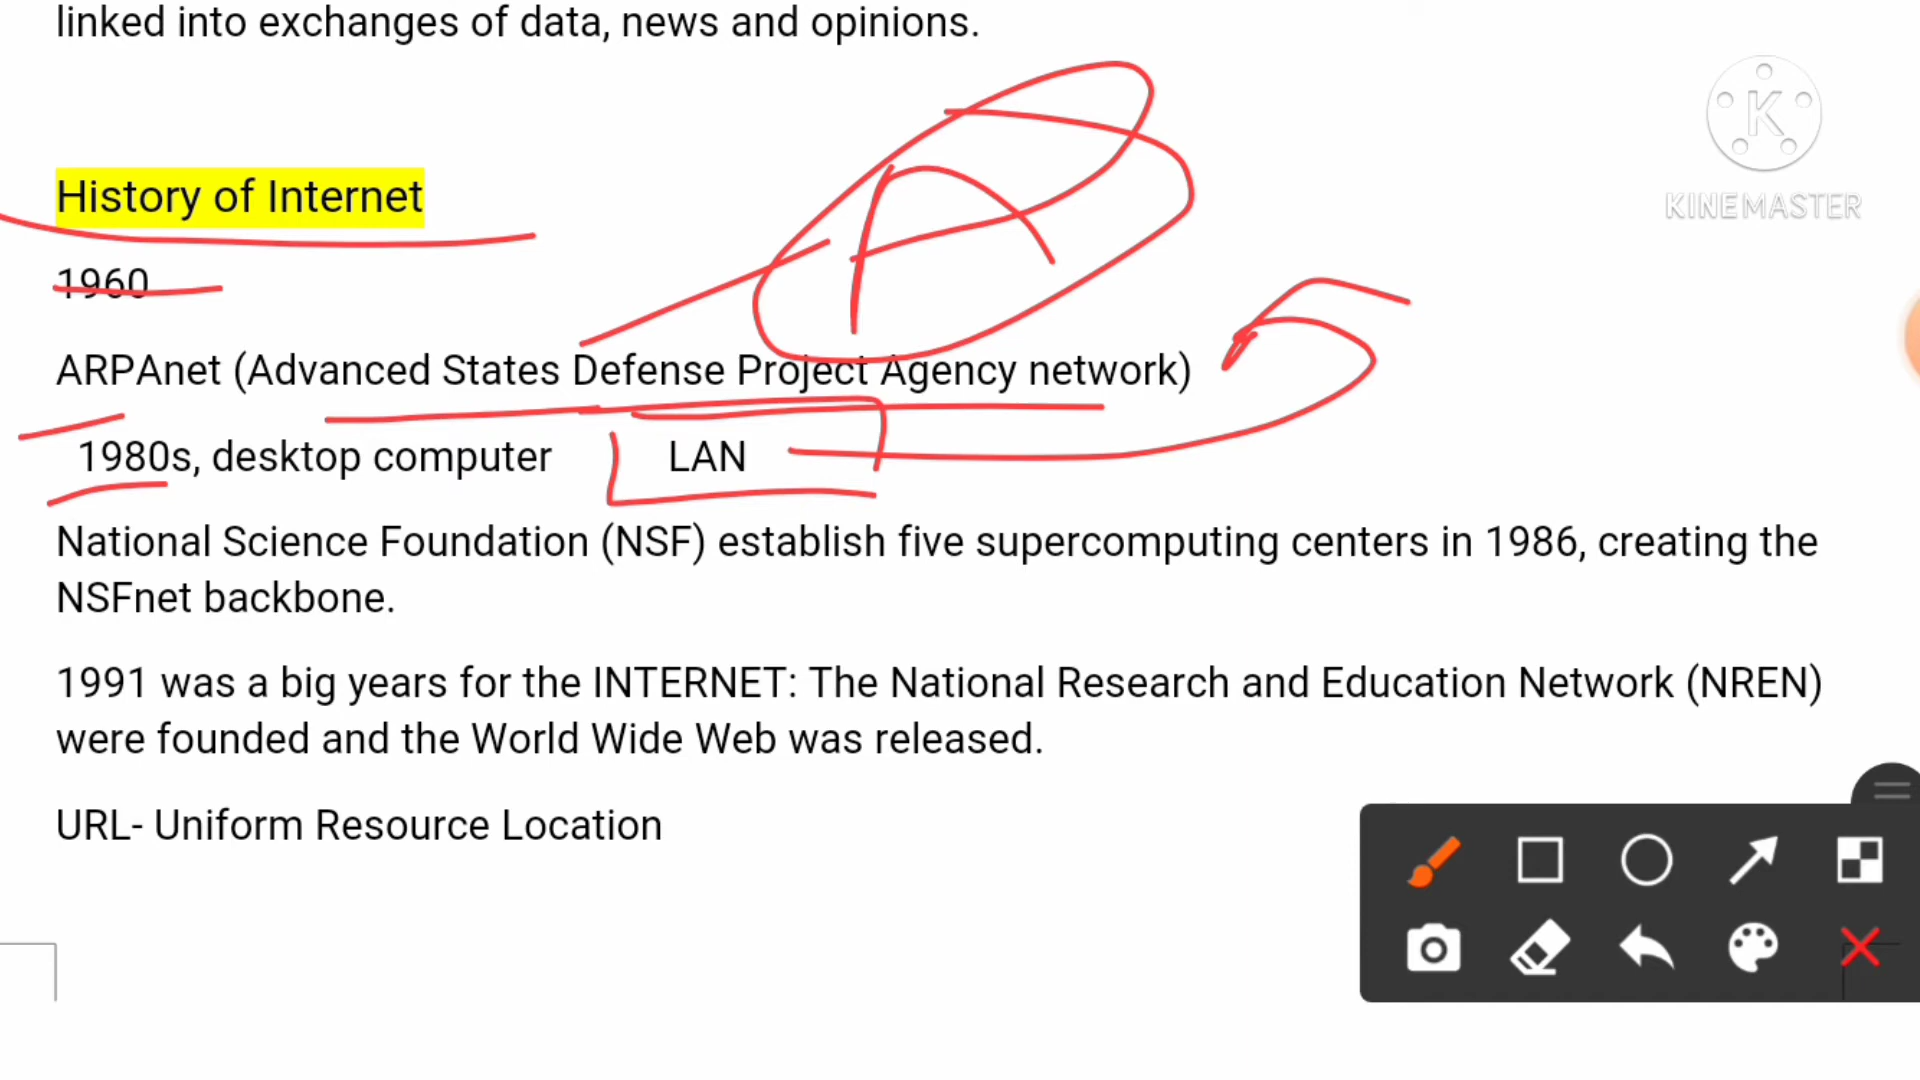 linked into exchanges of data, news and opinions.
K
KINEMASTER
History of Internet
1960
ARPAnet (Advanced States Defense Project Agency network)
1980s, desktop computer LAN
National Science Foundation (NSF) establish five supercomputing centers in 1986, creating the
NSFnet backbone.
1991 was a big years for the INTERNET: The National Research and Education Network (NREN)
were founded and the World Wide Web was released.
URL- Uniform Resource Location